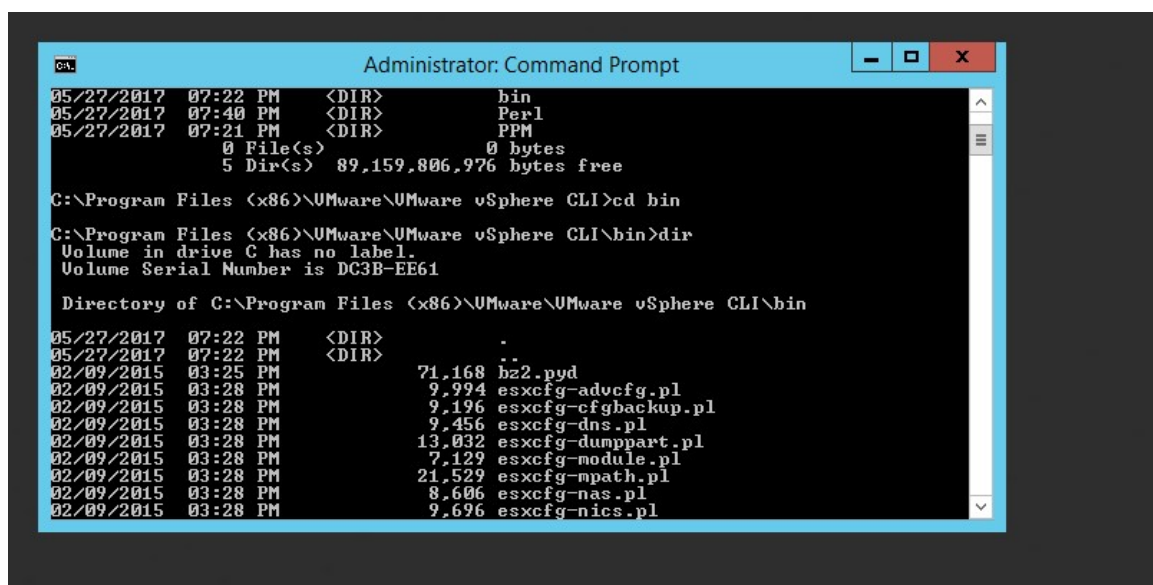 Administrator: Command Prompt
05/27/2017  07:22 PM    <DIR>          bin
05/27/2017  07:40 PM    <DIR>          Perl
05/27/2017  07:21 PM    <DIR>          PPM
               0 File(s)              0 bytes
               5 Dir(s)  89,159,806,976 bytes free
C:\Program Files (x86)\VMware\VMware vSphere CLI>cd bin
C:\Program Files (x86)\VMware\VMware vSphere CLI\bin>dir
 Volume in drive C has no label.
 Volume Serial Number is DC3B-EE61
 Directory of C:\Program Files (x86)\VMware\VMware vSphere CLI\bin
05/27/2017  07:22 PM    <DIR>          .
05/27/2017  07:22 PM    <DIR>          ..
02/09/2015  03:25 PM            71,168 bz2.pyd
02/09/2015  03:28 PM             9,994 esxcfg-advcfg.pl
02/09/2015  03:28 PM             9,196 esxcfg-cfgbackup.pl
02/09/2015  03:28 PM             9,456 esxcfg-dns.pl
02/09/2015  03:28 PM            13,032 esxcfg-dumppart.pl
02/09/2015  03:28 PM             7,129 esxcfg-module.pl
02/09/2015  03:28 PM            21,529 esxcfg-mpath.pl
02/09/2015  03:28 PM             8,606 esxcfg-nas.pl
02/09/2015  03:28 PM             9,696 esxcfg-nics.pl